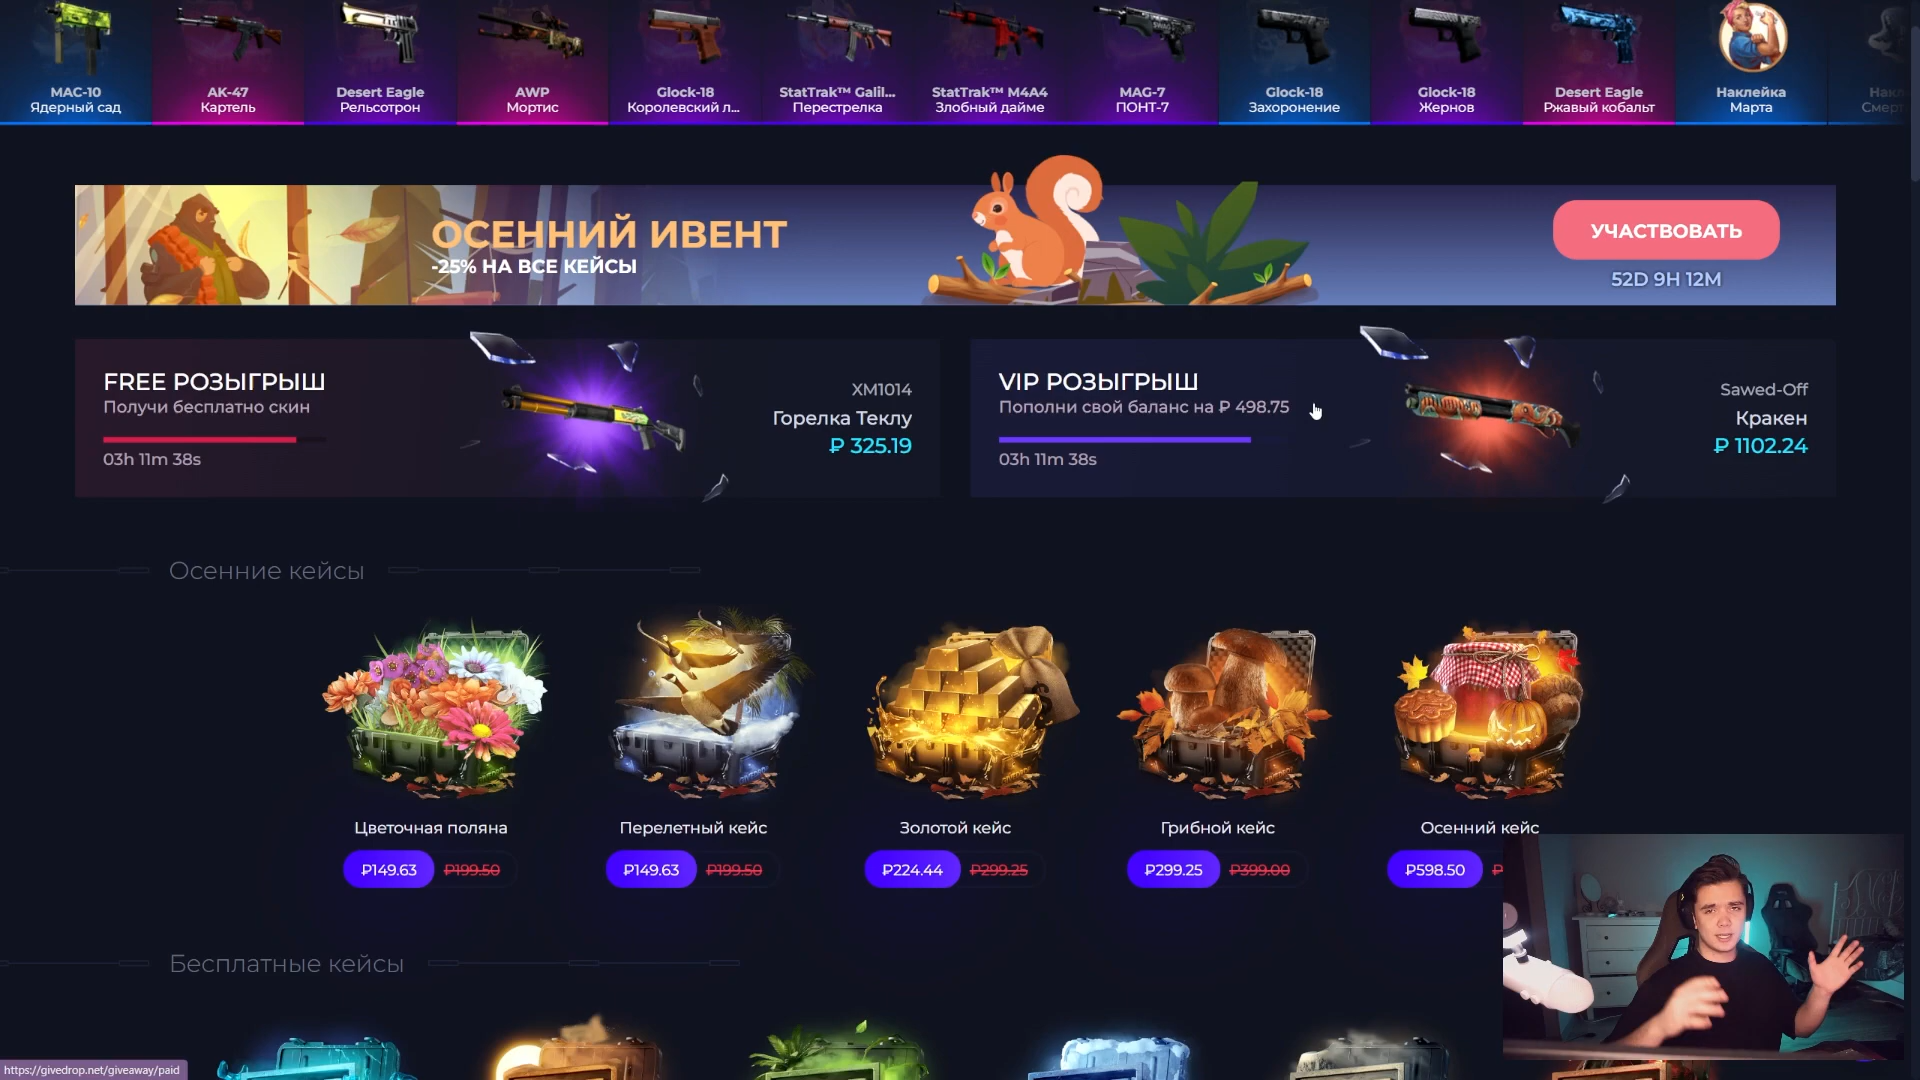 MAC-10
Ядерный сад
AK-47
Картель
Desert Eagle
Рельсотрон
AWP
Мортис
Glock-18
Королевский л...
StatTrak™ Galil...
Перестрелка
StatTrak™ M4A4
Злобный дайме
MAG-7
ПОНТ-7
Glock-18
Захоронение
Glock-18
Жернов
Desert Eagle
Ржавый кобальт
Наклейка
Марта
ОСЕННИЙ ИВЕНТ
-25% НА ВСЕ КЕЙСЫ
УЧАСТВОВАТЬ
52D 9H 12M
FREE РОЗЫГРЫШ
Получи бесплатно скин
03h 11m 38s
XM1014
Горелка Теклу
₽ 325.19
VIP РОЗЫГРЫШ
Пополни свой баланс на ₽ 498.75
03h 11m 38s
Sawed-Off
Кракен
₽ 1102.24
Осенние кейсы
Цветочная поляна
₽149.63 ₽199.50
Перелетный кейс
₽149.63 ₽199.50
Золотой кейс
₽224.44 ₽299.25
Грибной кейс
₽299.25 ₽399.00
Осенний кейс
₽598.50 ₽
Бесплатные кейсы
https://givedrop.net/giveaway/paid